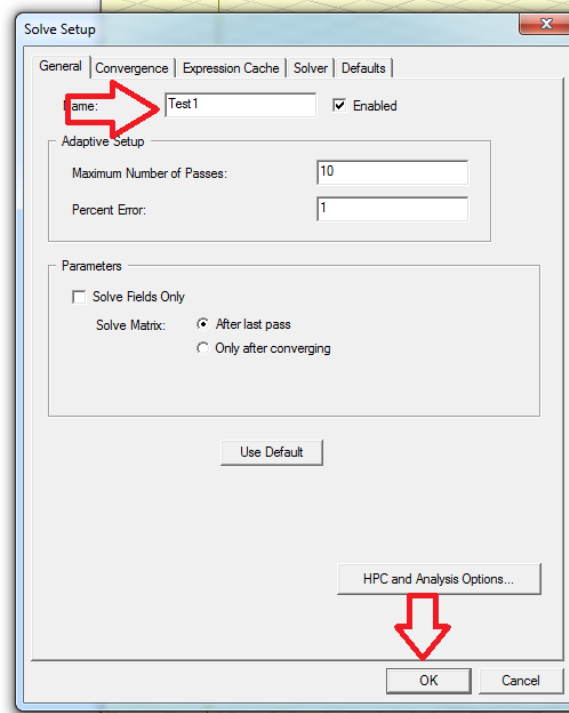 Solve Setup
General Convergence Expression Cache Solver Defaults
Name: Test1 Enabled
Adaptive Setup
Maximum Number of Passes: 10
Percent Error: 1
Parameters
Solve Fields Only
Solve Matrix: After last pass
Only after converging
Use Default
HPC and Analysis Options...
OK Cancel